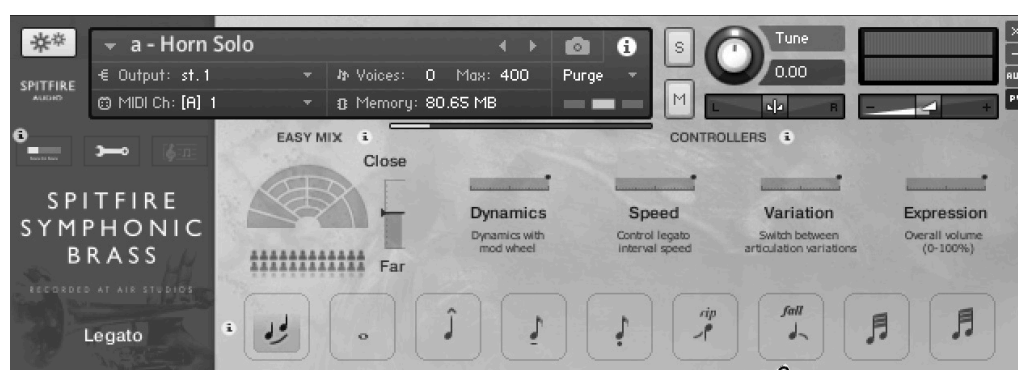 a - Horn Solo
S
Tune
SPITFIRE
AUDIO
Output: st.1
Voices: 0 Max: 400
Purge
0.00
AU
MIDI Ch: [A] 1
Memory: 80.65 MB
M
L
R
EASY MIX
CONTROLLERS
Close
SPITFIRE
SYMPHONIC
BRASS
Dynamics
Speed
Variation
Expression
Dynamics with
mod wheel
Control legato
interval speed
Switch between
articulation variations
Overall volume
(0-100%)
Far
RECORDED AT AIR STUDIOS
Legato
rip
fall